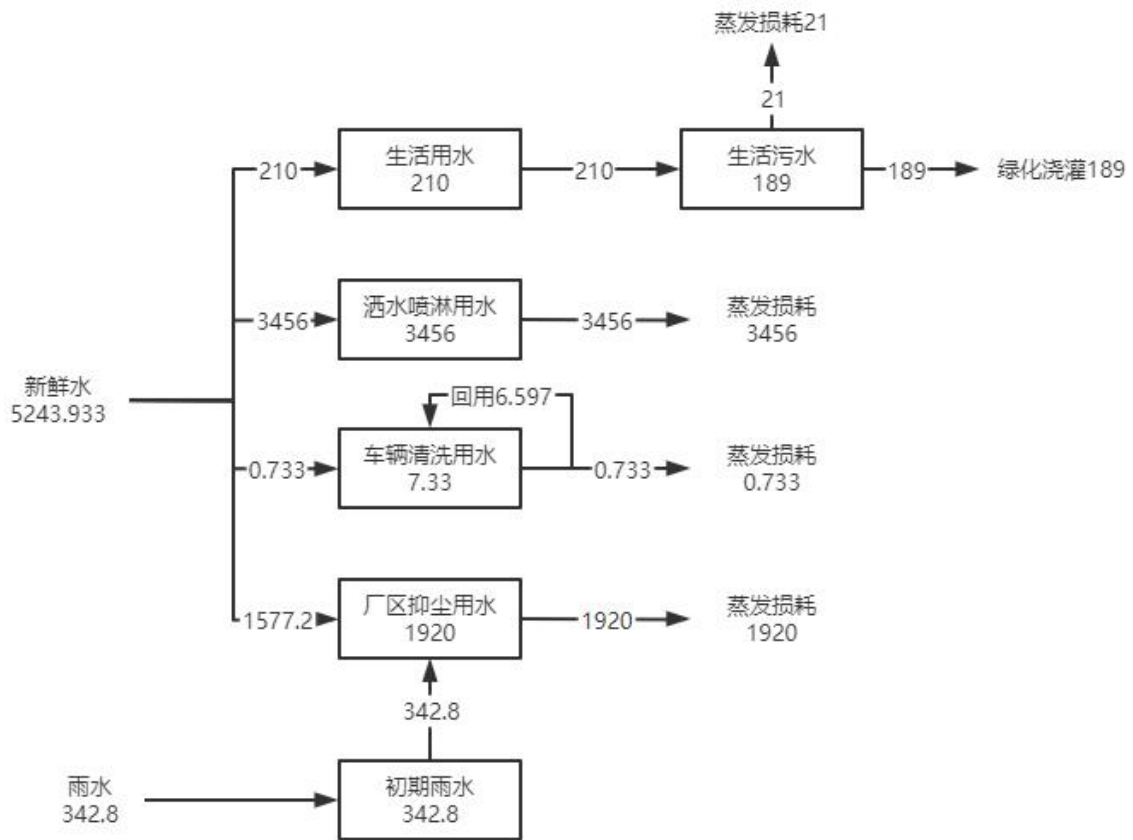 蒸发损耗21
21
生活用水
210
生活污水
189
210
210
189
绿化浇灌189
洒水喷淋用水
3456
3456
3456
蒸发损耗
3456
新鲜水
5243.933
回用6.597
车辆清洗用水
7.33
0.733
0.733
蒸发损耗
0.733
厂区抑尘用水
1920
1577.2
1920
蒸发损耗
1920
342.8
雨水
342.8
初期雨水
342.8